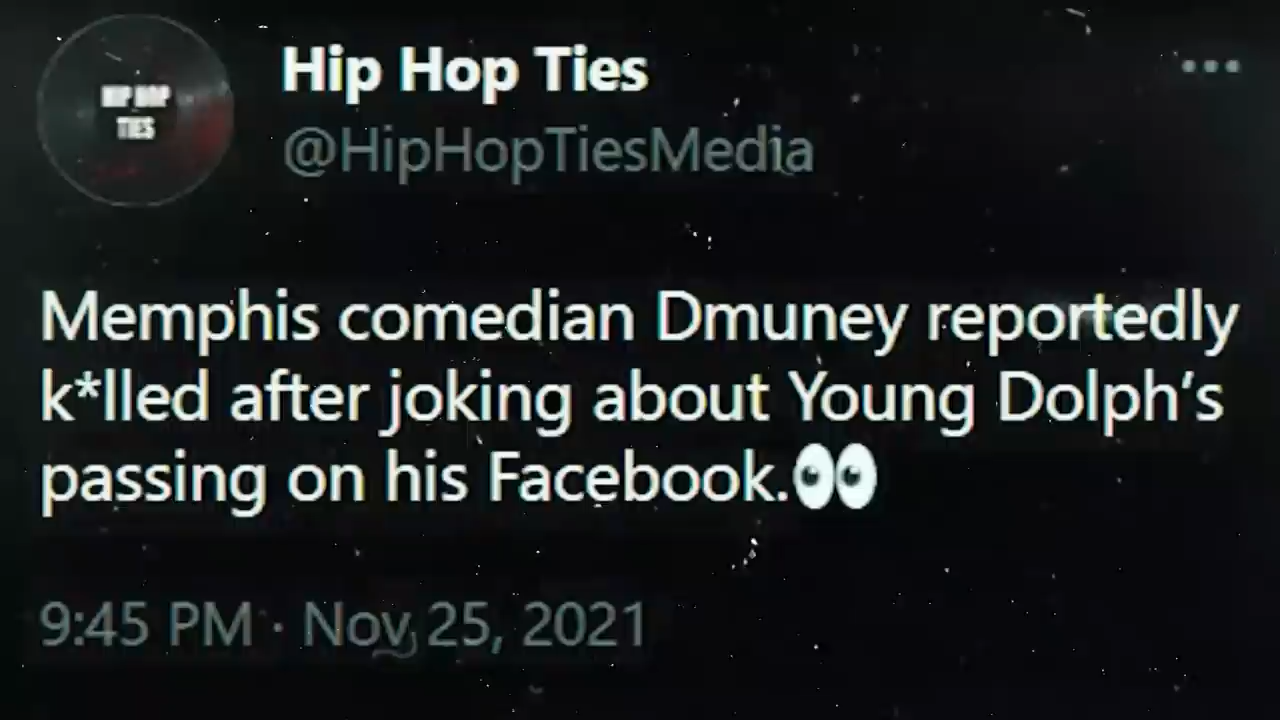 HIP HOP
TIES
Hip Hop Ties
@HipHopTiesMedia
Memphis comedian Dmuney reportedly
k*lled after joking about Young Dolph’s
passing on his Facebook.👀
9:45 PM · Nov 25, 2021